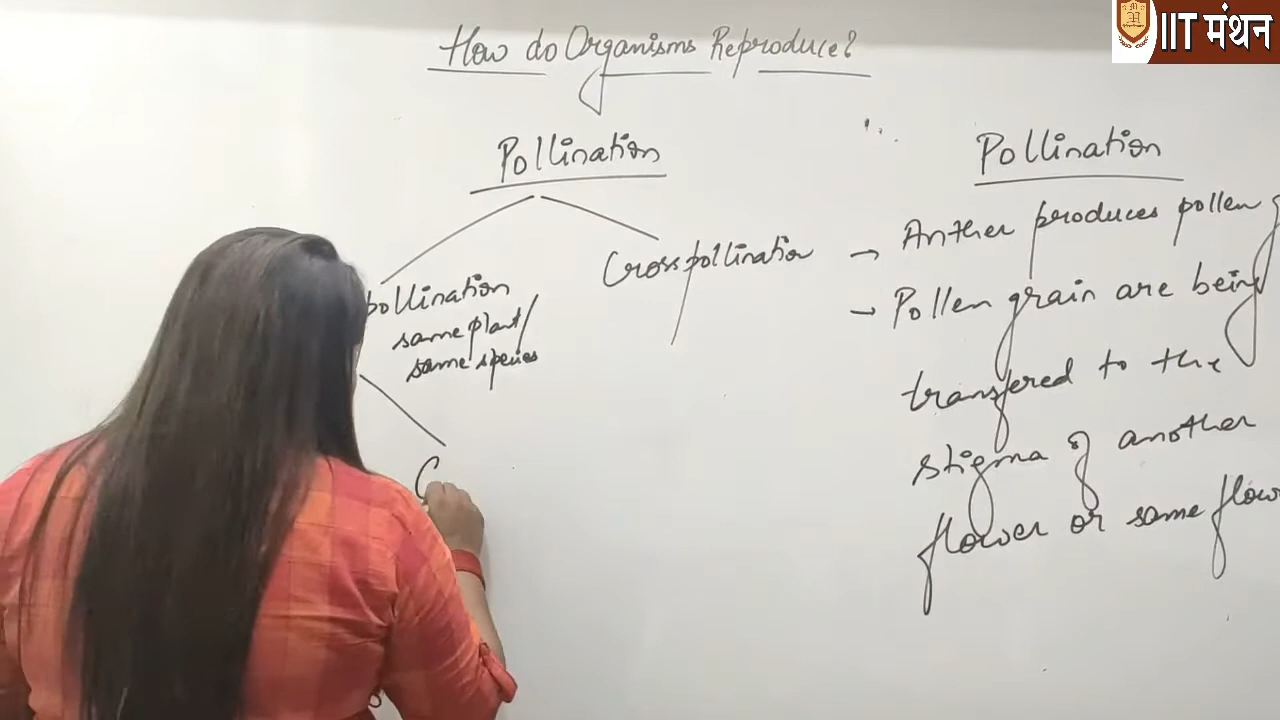 IIT मंथन
How do Organisms Reproduce?
Pollination
pollination
same plant/
same species
Cross pollination
C
Pollination
→ Anther produces pollen g
→ Pollen grain are being
transfered to the
stigma of another
flower or same flow